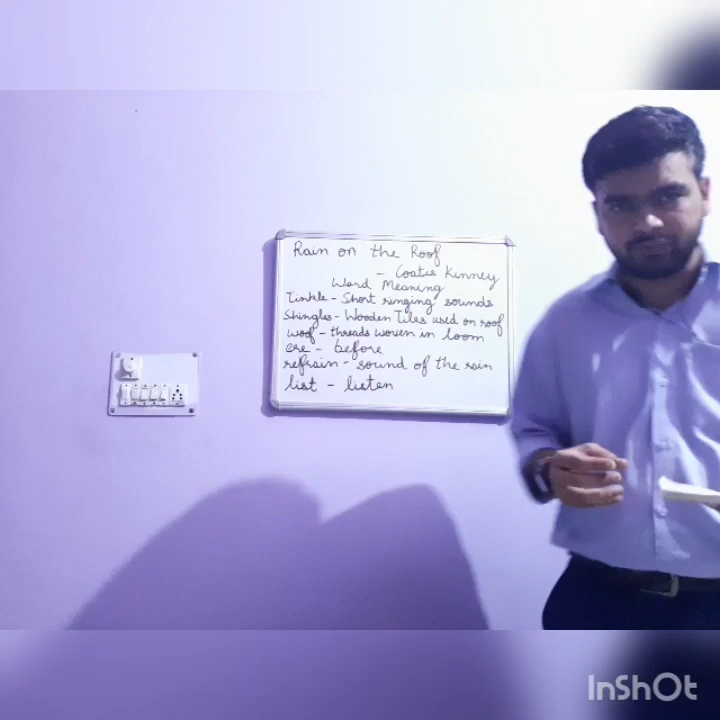 Rain on the Roof
- Coatis Kinney
Word Meaning
Tinkle - Short ringing sounds
Shingles - Wooden Tiles used on roof
woof - threads woven in loom
ere - before
refrain - sound of the rain
list - listen
InShOt